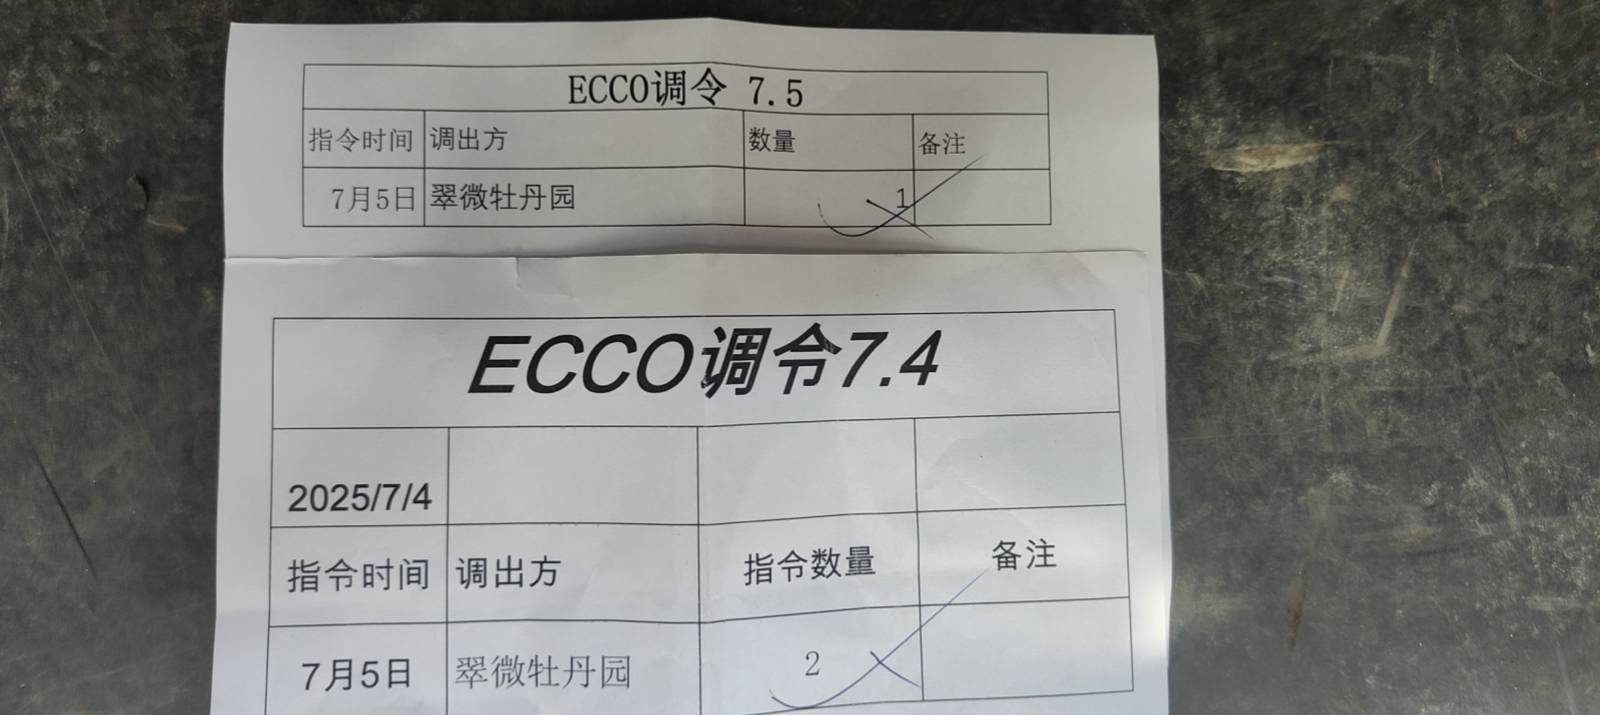 ECCO调令 7.5
指令时间 调出方 数量 备注
7月5日 翠微牡丹园 1
ECCO调令7.4
2025/7/4
指令时间 调出方 指令数量 备注
7月5日 翠微牡丹园 2